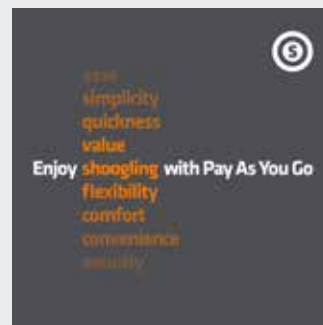 S
ease
simplicity
quickness
value
Enjoy shoogling with Pay As You Go
flexibility
comfort
convenience